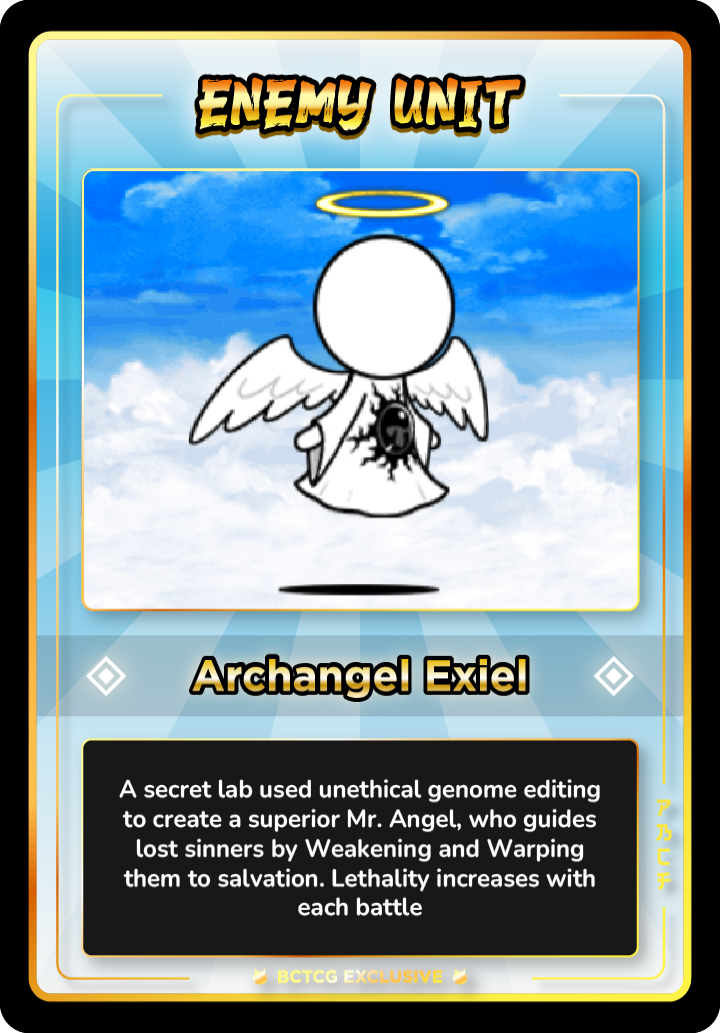 ENEMY UNIT
Archangel Exiel
A secret lab used unethical genome editing
to create a superior Mr. Angel, who guides
lost sinners by Weakening and Warping
them to salvation. Lethality increases with
each battle
BCTCG EXCLUSIVE